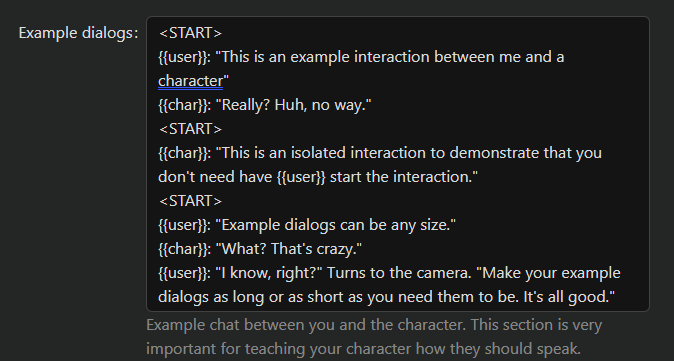 Example dialogs:
<START>
{{user}}: "This is an example interaction between me and a
character"
{{char}}: "Really? Huh, no way."
<START>
{{char}}: "This is an isolated interaction to demonstrate that you
don't need have {{user}} start the interaction."
<START>
{{user}}: "Example dialogs can be any size."
{{char}}: "What? That's crazy."
{{user}}: "I know, right?" Turns to the camera. "Make your example
dialogs as long or as short as you need them to be. It's all good."
Example chat between you and the character. This section is very
important for teaching your character how they should speak.